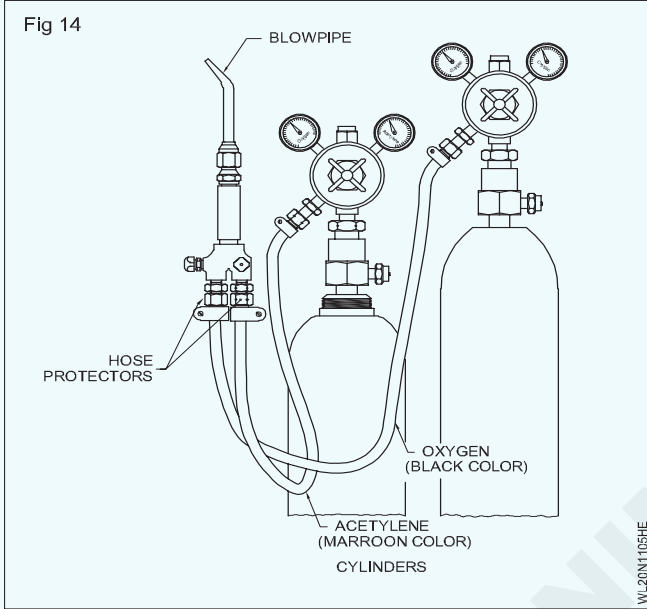 Fig 14
BLOWPIPE
HOSE
PROTECTORS
OXYGEN
(BLACK COLOR)
ACETYLENE
(MARROON COLOR)
CYLINDERS
WL20N1105HE